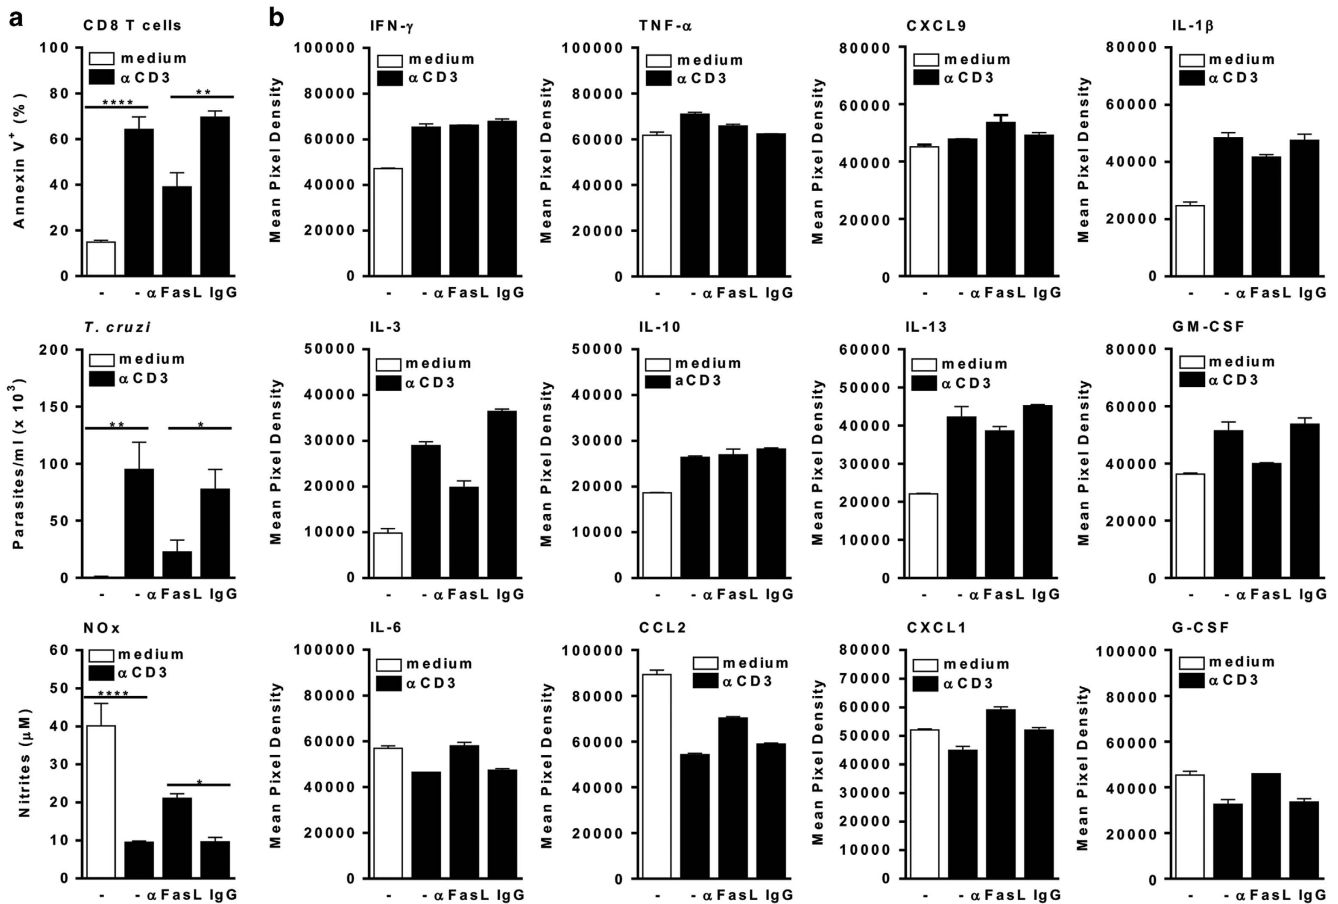 a
CD8 T cells
100
80
60
40
20
0
Annexin V+ (%)
medium
αCD3
****
**
- - αFasL IgG
b
IFN-γ
100000
80000
60000
40000
20000
0
Mean Pixel Density
medium
αCD3
- - αFasL IgG
TNF-α
100000
80000
60000
40000
20000
0
Mean Pixel Density
medium
αCD3
- - αFasL IgG
CXCL9
80000
60000
40000
20000
0
Mean Pixel Density
medium
αCD3
- - αFasL IgG
IL-1β
80000
60000
40000
20000
0
Mean Pixel Density
medium
αCD3
- - αFasL IgG
T. cruzi
200
150
100
50
0
Parasites/ml (x 10³)
medium
αCD3
**
*
- - αFasL IgG
IL-3
50000
40000
30000
20000
10000
0
Mean Pixel Density
medium
αCD3
- - αFasL IgG
IL-10
50000
40000
30000
20000
10000
0
Mean Pixel Density
medium
aCD3
- - αFasL IgG
IL-13
60000
50000
40000
30000
20000
10000
0
Mean Pixel Density
medium
αCD3
- - αFasL IgG
GM-CSF
80000
60000
40000
20000
0
Mean Pixel Density
medium
αCD3
- - αFasL IgG
NOx
60
50
40
30
20
10
0
Nitrites (μM)
medium
αCD3
****
*
- - αFasL IgG
IL-6
100000
80000
60000
40000
20000
0
Mean Pixel Density
medium
αCD3
- - αFasL IgG
CCL2
100000
80000
60000
40000
20000
0
Mean Pixel Density
medium
αCD3
- - αFasL IgG
CXCL1
80000
70000
60000
50000
40000
30000
20000
10000
0
Mean Pixel Density
medium
αCD3
- - αFasL IgG
G-CSF
100000
80000
60000
40000
20000
0
Mean Pixel Density
medium
αCD3
- - αFasL IgG